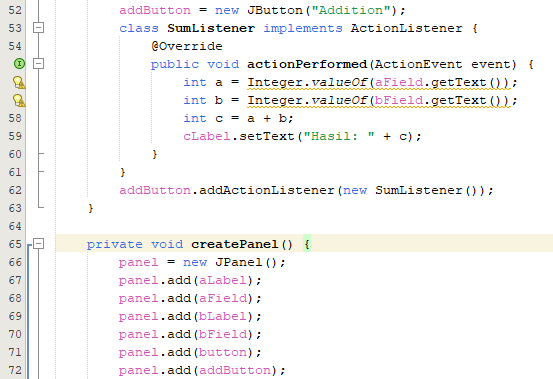 52 addButton = new JButton("Addition");
53 class SumListener implements ActionListener {
54 @Override
public void actionPerformed(ActionEvent event) {
int a = Integer.valueOf(aField.getText());
int b = Integer.valueOf(bField.getText());
58 int c = a + b;
59 cLabel.setText("Hasil: " + c);
60 }
61 }
62 addButton.addActionListener(new SumListener());
63 }
64
65 private void createPanel() {
66 panel = new JPanel();
67 panel.add(aLabel);
68 panel.add(aField);
69 panel.add(bLabel);
70 panel.add(bField);
71 panel.add(button);
72 panel.add(addButton);